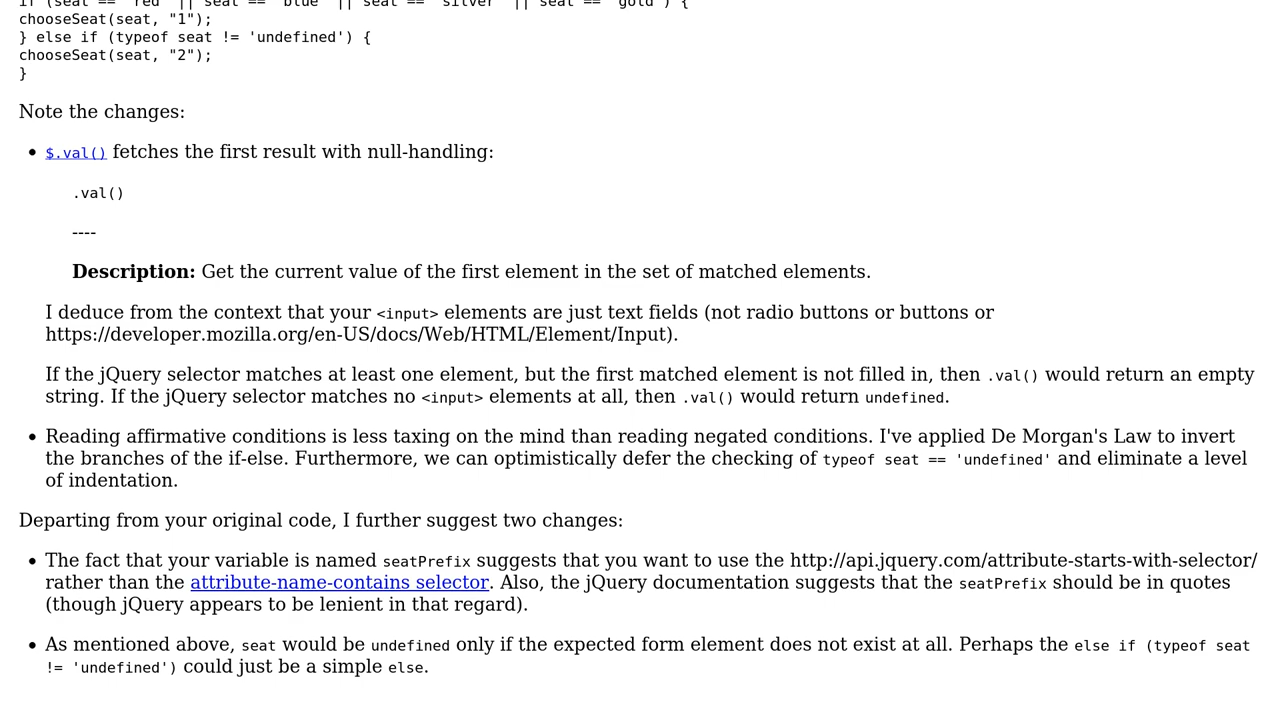 if (seat == "red" || seat == "blue" || seat == "silver" || seat == "gold") {
chooseSeat(seat, "1");
} else if (typeof seat != 'undefined') {
chooseSeat(seat, "2");
}
Note the changes:
• $.val() fetches the first result with null-handling:
.val()
----
Description: Get the current value of the first element in the set of matched elements.
I deduce from the context that your <input> elements are just text fields (not radio buttons or buttons or
https://developer.mozilla.org/en-US/docs/Web/HTML/Element/Input).
If the jQuery selector matches at least one element, but the first matched element is not filled in, then .val() would return an empty
string. If the jQuery selector matches no <input> elements at all, then .val() would return undefined.
• Reading affirmative conditions is less taxing on the mind than reading negated conditions. I've applied De Morgan's Law to invert
the branches of the if-else. Furthermore, we can optimistically defer the checking of typeof seat == 'undefined' and eliminate a level
of indentation.
Departing from your original code, I further suggest two changes:
• The fact that your variable is named seatPrefix suggests that you want to use the http://api.jquery.com/attribute-starts-with-selector/
rather than the attribute-name-contains selector. Also, the jQuery documentation suggests that the seatPrefix should be in quotes
(though jQuery appears to be lenient in that regard).
• As mentioned above, seat would be undefined only if the expected form element does not exist at all. Perhaps the else if (typeof seat
!= 'undefined') could just be a simple else.